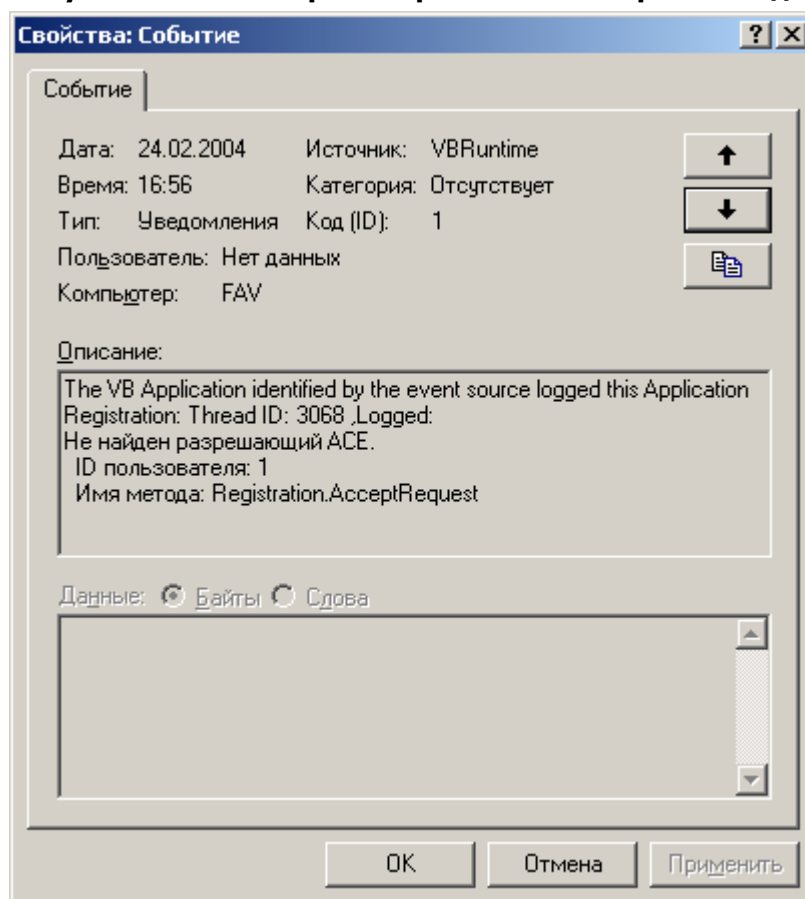 Свойства: Событие
Событие
Дата: 24.02.2004 Источник: VBRuntime
Время: 16:56 Категория: Отсутствует
Тип: Уведомления Код (ID): 1
Пользователь: Нет данных
Компьютер: FAV
Описание:
The VB Application identified by the event source logged this Application
Registration: Thread ID: 3068 ,Logged:
Не найден разрешающий ACE.
ID пользователя: 1
Имя метода: Registration.AcceptRequest
Данные: Байты Слова
OK Отмена Применить